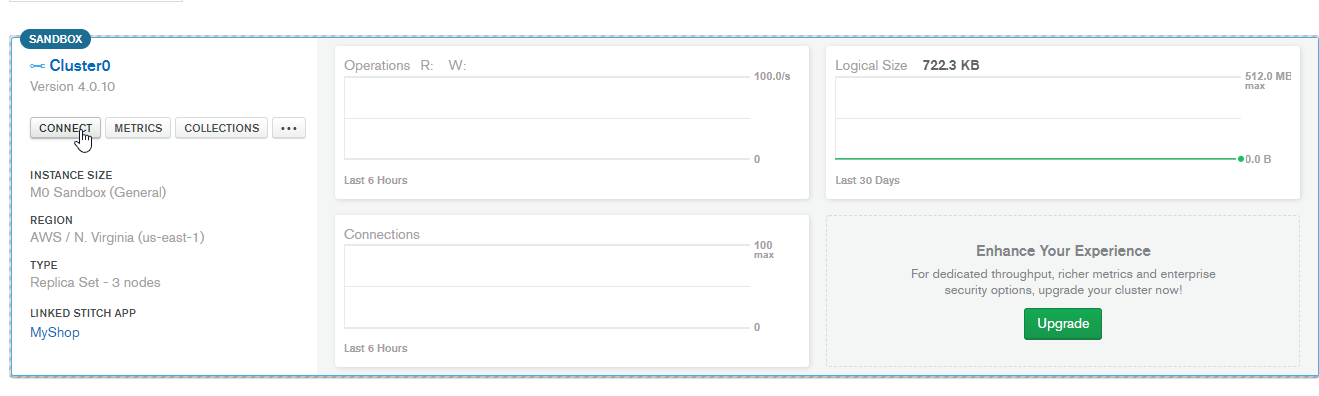 SANDBOX
Cluster0
Version 4.0.10
CONNECT METRICS COLLECTIONS •••
INSTANCE SIZE
M0 Sandbox (General)
REGION
AWS / N. Virginia (us-east-1)
TYPE
Replica Set - 3 nodes
LINKED STITCH APP
MyShop
Operations R: W:
100.0/s
0
Last 6 Hours
Logical Size 722.3 KB
512.0 MB
max
0.0 B
Last 30 Days
Connections
100
max
0
Last 6 Hours
Enhance Your Experience
For dedicated throughput, richer metrics and enterprise
security options, upgrade your cluster now!
Upgrade